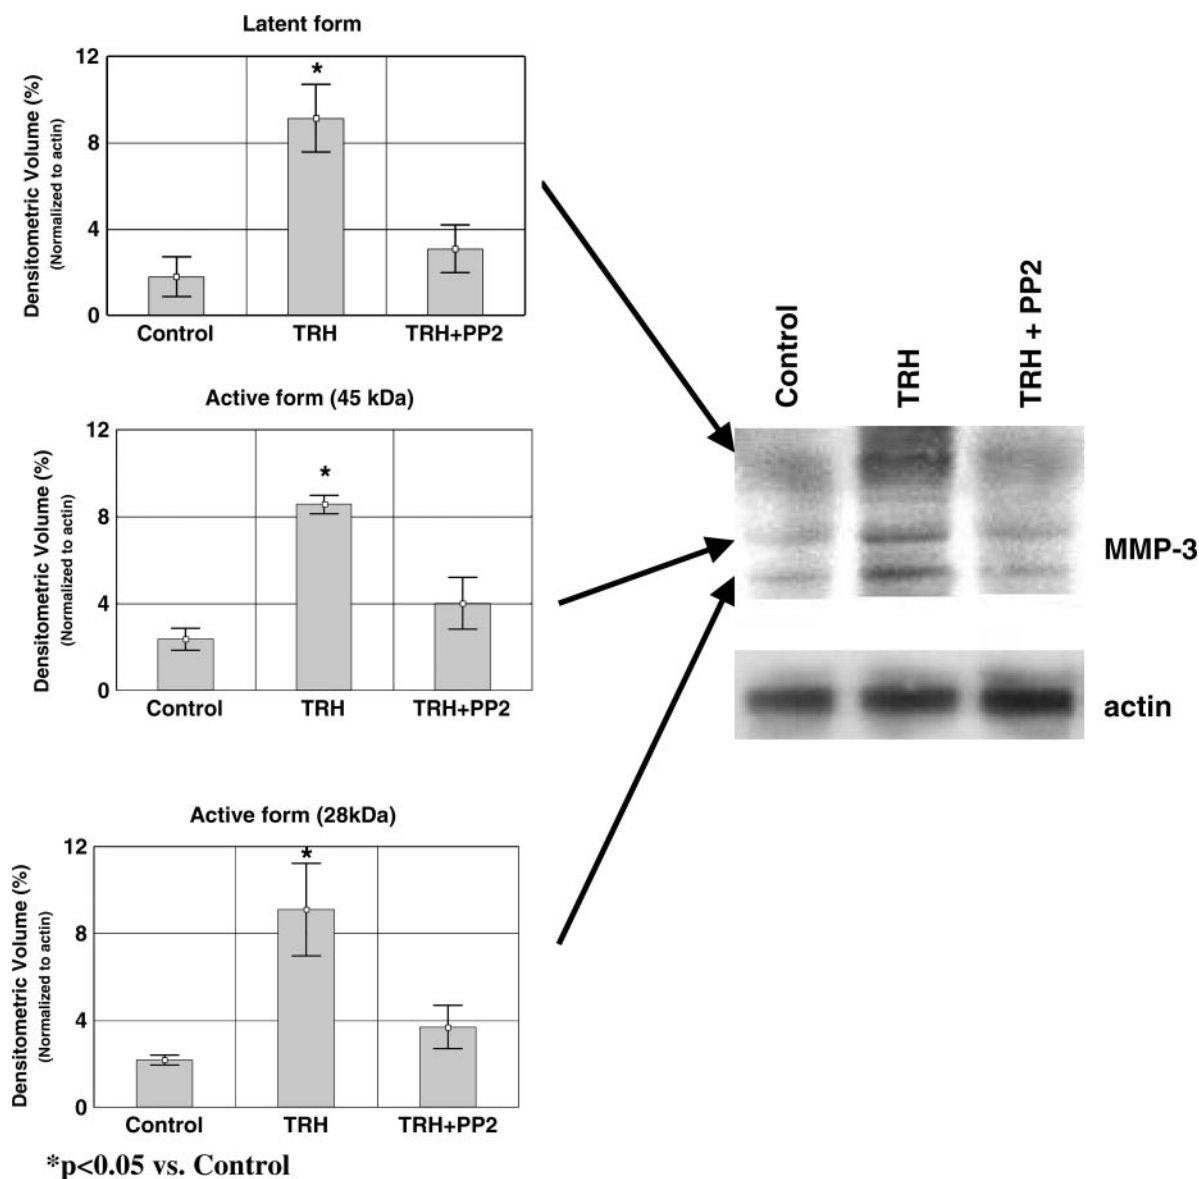 Latent form
Densitometric Volume (%)
(Normalized to actin)
12
*
8
4
0
Control TRH TRH+PP2
Active form (45 kDa)
Densitometric Volume (%)
(Normalized to actin)
12
*
8
4
0
Control TRH TRH+PP2
Active form (28kDa)
Densitometric Volume (%)
(Normalized to actin)
12
*
8
4
0
Control TRH TRH+PP2
*p<0.05 vs. Control
Control
TRH
TRH + PP2
MMP-3
actin